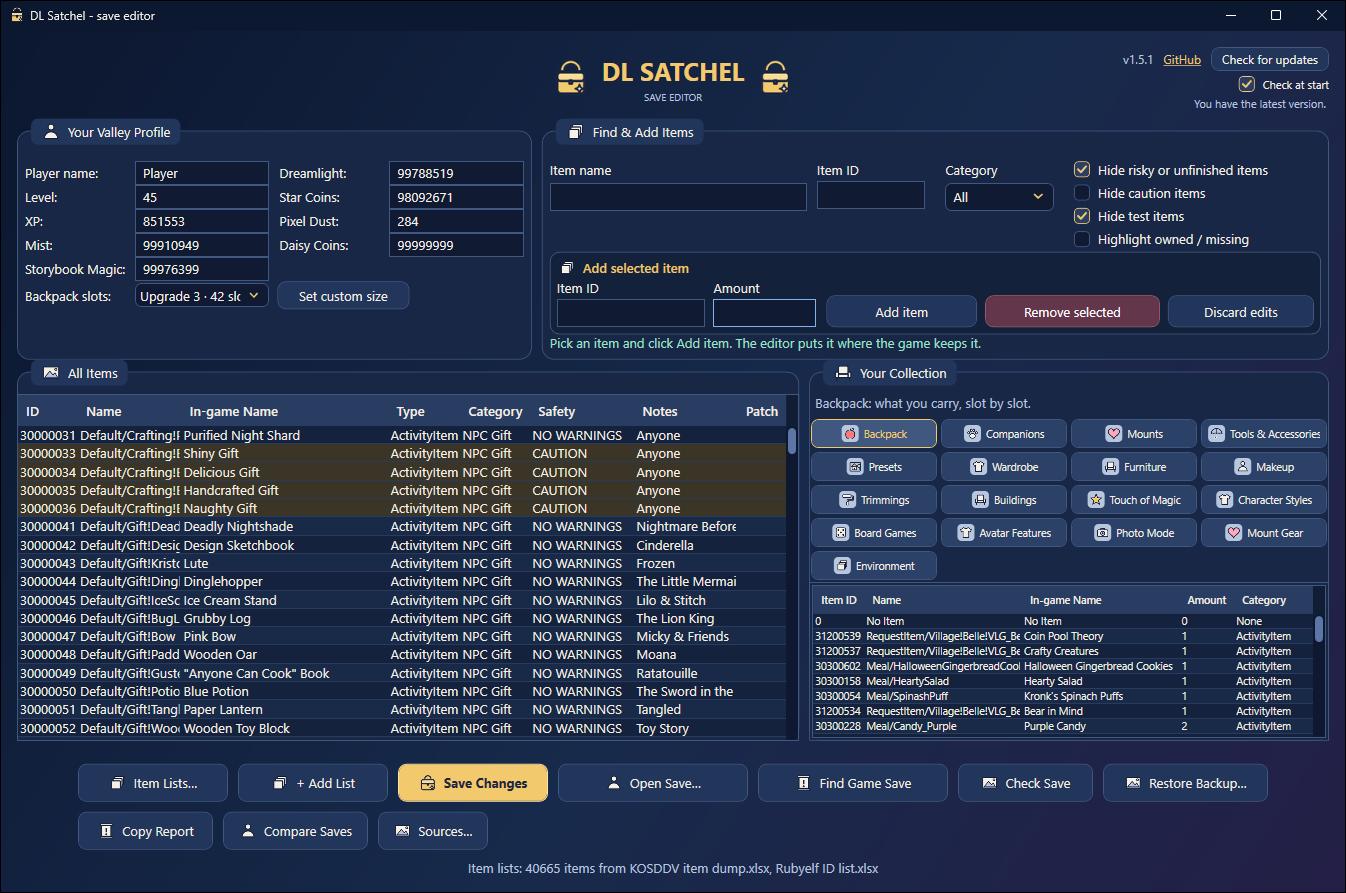 DL Satchel - save editor
DL SATCHEL
SAVE EDITOR
v1.5.1 GitHub Check for updates
Check at start
You have the latest version.
Your Valley Profile
Player name: Player Dreamlight: 99788519
Level: 45 Star Coins: 98092671
XP: 851553 Pixel Dust: 284
Mist: 99910949 Daisy Coins: 99999999
Storybook Magic: 99976399
Backpack slots: Upgrade 3 · 42 slc Set custom size
Find & Add Items
Item name Item ID Category
All
Hide risky or unfinished items
Hide caution items
Hide test items
Highlight owned / missing
Add selected item
Item ID Amount
Add item Remove selected Discard edits
Pick an item and click Add item. The editor puts it where the game keeps it.
All Items
ID Name In-game Name Type Category Safety Notes Patch
30000031 Default/Crafting!F Purified Night Shard ActivityItem NPC Gift NO WARNINGS Anyone
30000033 Default/Crafting!E Shiny Gift ActivityItem NPC Gift CAUTION Anyone
30000034 Default/Crafting!E Delicious Gift ActivityItem NPC Gift CAUTION Anyone
30000035 Default/Crafting!E Handcrafted Gift ActivityItem NPC Gift CAUTION Anyone
30000036 Default/Crafting!E Naughty Gift ActivityItem NPC Gift CAUTION Anyone
30000041 Default/Gift!Dead Deadly Nightshade ActivityItem NPC Gift NO WARNINGS Nightmare Before
30000042 Default/Gift!Desig Design Sketchbook ActivityItem NPC Gift NO WARNINGS Cinderella
30000043 Default/Gift!Kristo Lute ActivityItem NPC Gift NO WARNINGS Frozen
30000044 Default/Gift!Dingl Dinglehopper ActivityItem NPC Gift NO WARNINGS The Little Mermai
30000045 Default/Gift!IceSc Ice Cream Stand ActivityItem NPC Gift NO WARNINGS Lilo & Stitch
30000046 Default/Gift!BugL Grubby Log ActivityItem NPC Gift NO WARNINGS The Lion King
30000047 Default/Gift!Bow Pink Bow ActivityItem NPC Gift NO WARNINGS Micky & Friends
30000048 Default/Gift!Padd Wooden Oar ActivityItem NPC Gift NO WARNINGS Moana
30000049 Default/Gift!Guste "Anyone Can Cook" Book ActivityItem NPC Gift NO WARNINGS Ratatouille
30000050 Default/Gift!Potio Blue Potion ActivityItem NPC Gift NO WARNINGS The Sword in the
30000051 Default/Gift!Tangl Paper Lantern ActivityItem NPC Gift NO WARNINGS Tangled
30000052 Default/Gift!Wooc Wooden Toy Block ActivityItem NPC Gift NO WARNINGS Toy Story
Your Collection
Backpack: what you carry, slot by slot.
Backpack Companions Mounts Tools & Accessories
Presets Wardrobe Furniture Makeup
Trimmings Buildings Touch of Magic Character Styles
Board Games Avatar Features Photo Mode Mount Gear
Environment
Item ID Name In-game Name Amount Category
0 No Item No Item 0 None
31200539 RequestItem/Village!Belle!VLG_Be Coin Pool Theory 1 ActivityItem
31200537 RequestItem/Village!Belle!VLG_Be Crafty Creatures 1 ActivityItem
30300602 Meal/HalloweenGingerbreadCool Halloween Gingerbread Cookies 1 ActivityItem
30300158 Meal/HeartySalad Hearty Salad 1 ActivityItem
30300054 Meal/SpinashPuff Kronk's Spinach Puffs 1 ActivityItem
31200534 RequestItem/Village!Belle!VLG_Be Bear in Mind 1 ActivityItem
30300228 Meal/Candy_Purple Purple Candy 2 ActivityItem
Item Lists... + Add List Save Changes Open Save... Find Game Save Check Save Restore Backup...
Copy Report Compare Saves Sources...
Item lists: 40665 items from KOSDDV item dump.xlsx, Rubyelf ID list.xlsx